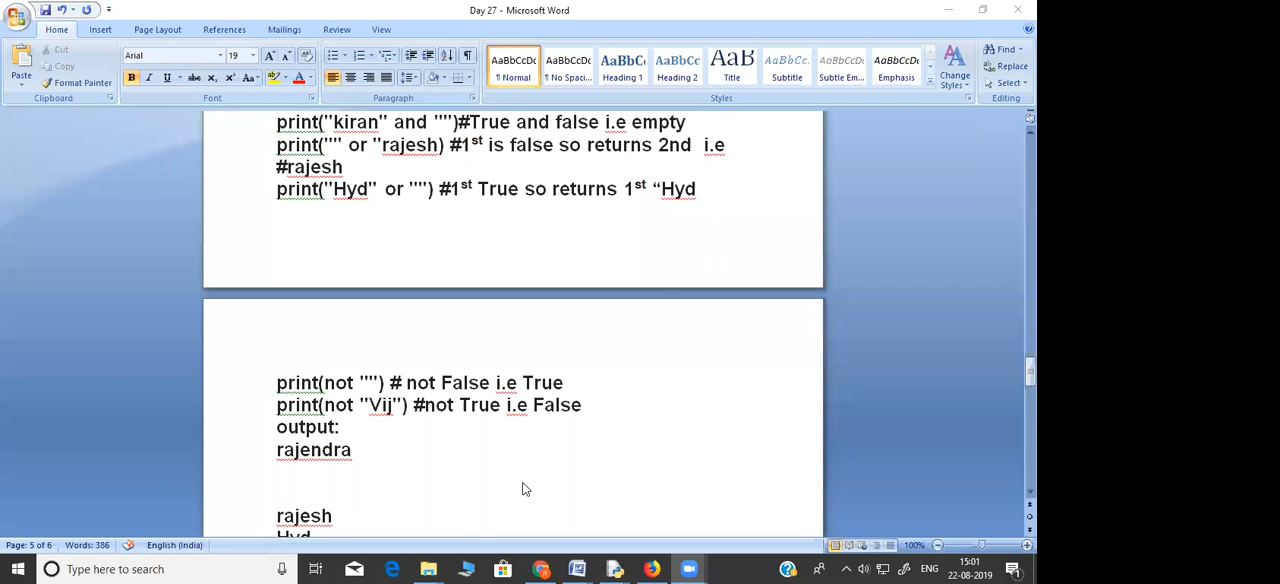 Day 27 - Microsoft Word
Home Insert Page Layout References Mailings Review View
Cut
Copy
Format Painter
Paste
Clipboard
Arial 19
Font
Paragraph
AaBbCcDc AaBbCcDc AaBbCc AaBbCc AaB AaBbCc. AaBbCcDc AaBbCcDc
¶ Normal ¶ No Spaci... Heading 1 Heading 2 Title Subtitle Subtle Em... Emphasis
Change Styles
Styles
Find
Replace
Select
Editing
print("kiran" and "")#True and false i.e empty
print("" or "rajesh) #1st is false so returns 2nd i.e
#rajesh
print("Hyd" or "") #1st True so returns 1st “Hyd
print(not "") # not False i.e True
print(not "Vij") #not True i.e False
output:
rajendra
rajesh
Hyd
Page: 5 of 6 Words: 386 English (India) 100%
Type here to search
ENG
15:01
22-08-2019